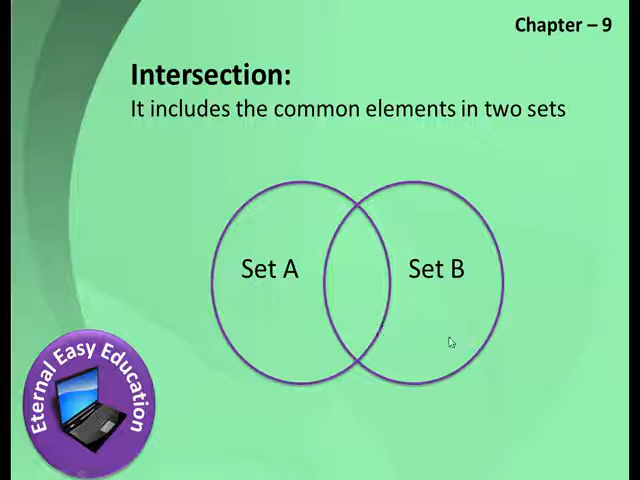 Chapter – 9
Intersection:
It includes the common elements in two sets
Set A
Set B
Eternal Easy Education